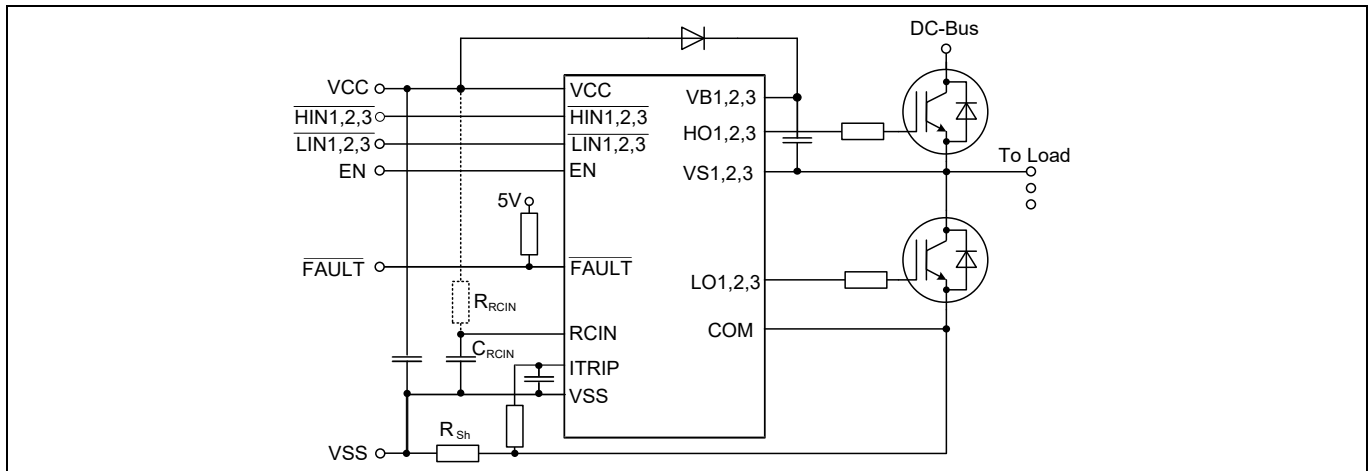 DC-Bus
VCC
VCC
VB1,2,3
HIN1,2,3
HIN1,2,3
HO1,2,3
LIN1,2,3
LIN1,2,3
To Load
EN
EN
VS1,2,3
5V
FAULT
FAULT
LO1,2,3
RRCIN
RCIN
COM
CRCIN
ITRIP
VSS
RSh
VSS